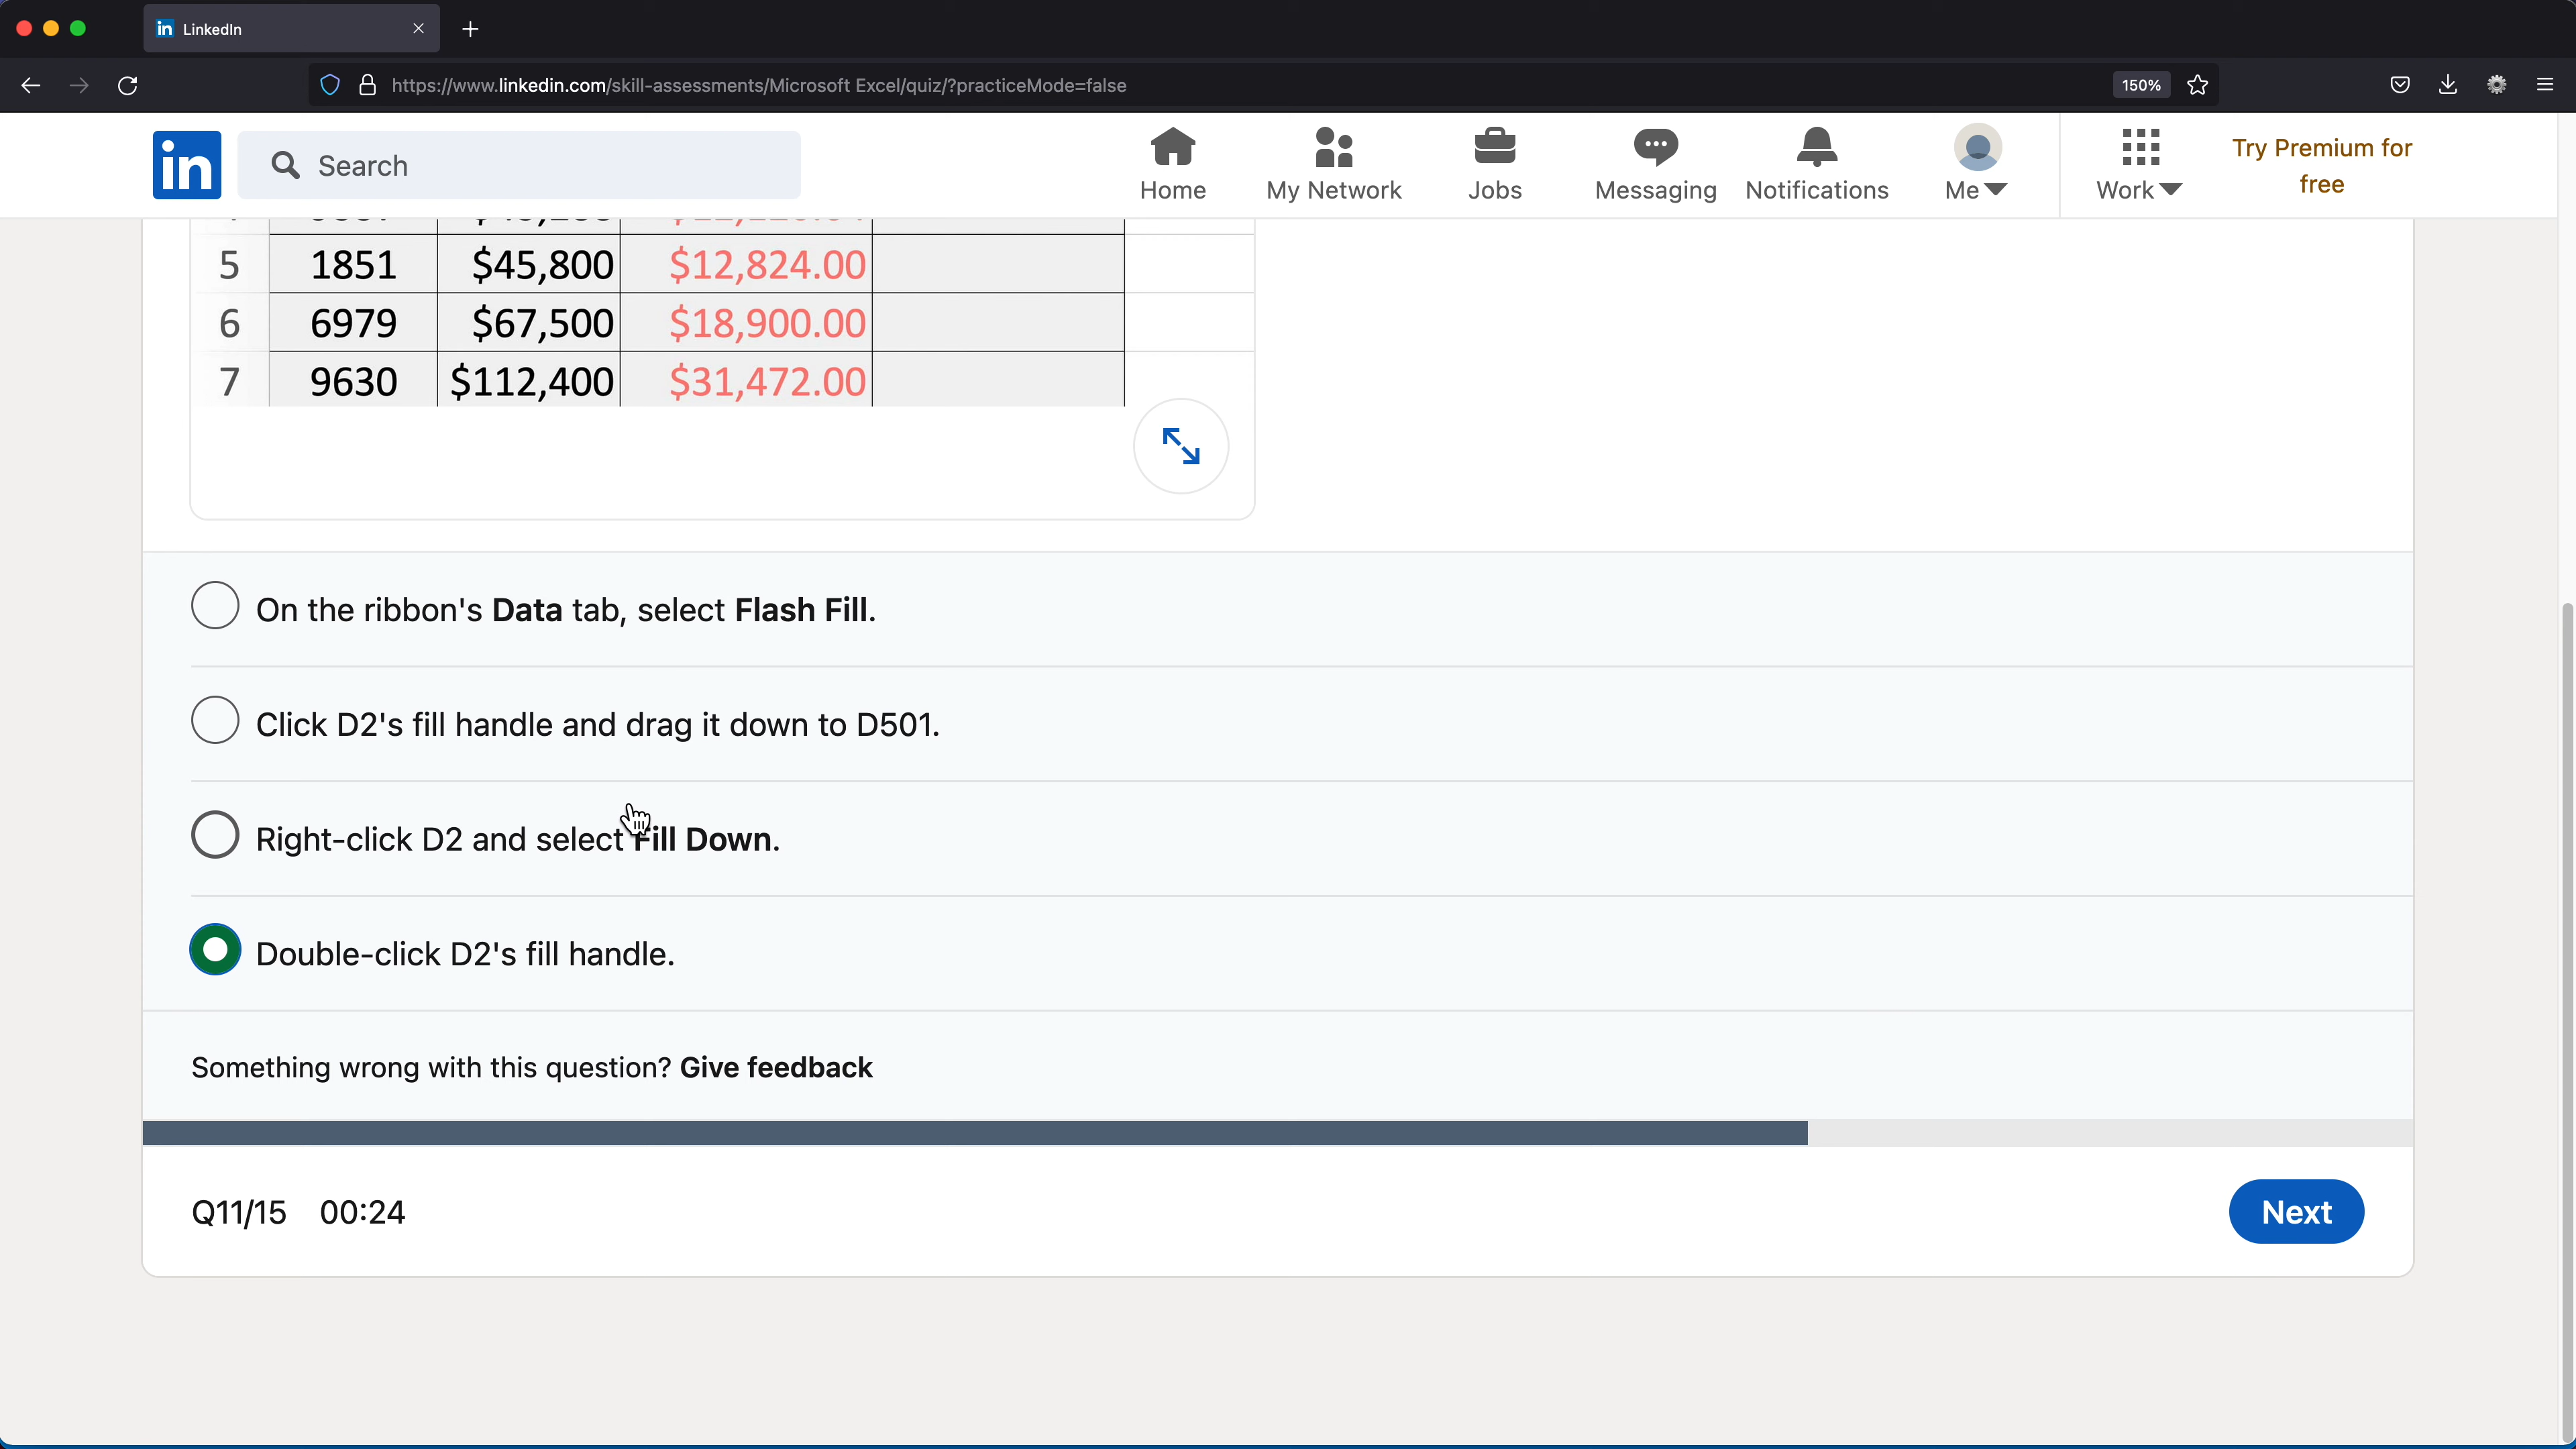 in LinkedIn
https://www.linkedin.com/skill-assessments/Microsoft Excel/quiz/?practiceMode=false
150%
in
Search
Home
My Network
Jobs
Messaging
Notifications
Me
Work
Try Premium for
free
5 1851 $45,800 $12,824.00
6 6979 $67,500 $18,900.00
7 9630 $112,400 $31,472.00
On the ribbon's Data tab, select Flash Fill.
Click D2's fill handle and drag it down to D501.
Right-click D2 and select Fill Down.
Double-click D2's fill handle.
Something wrong with this question? Give feedback
Q11/15 00:24
Next